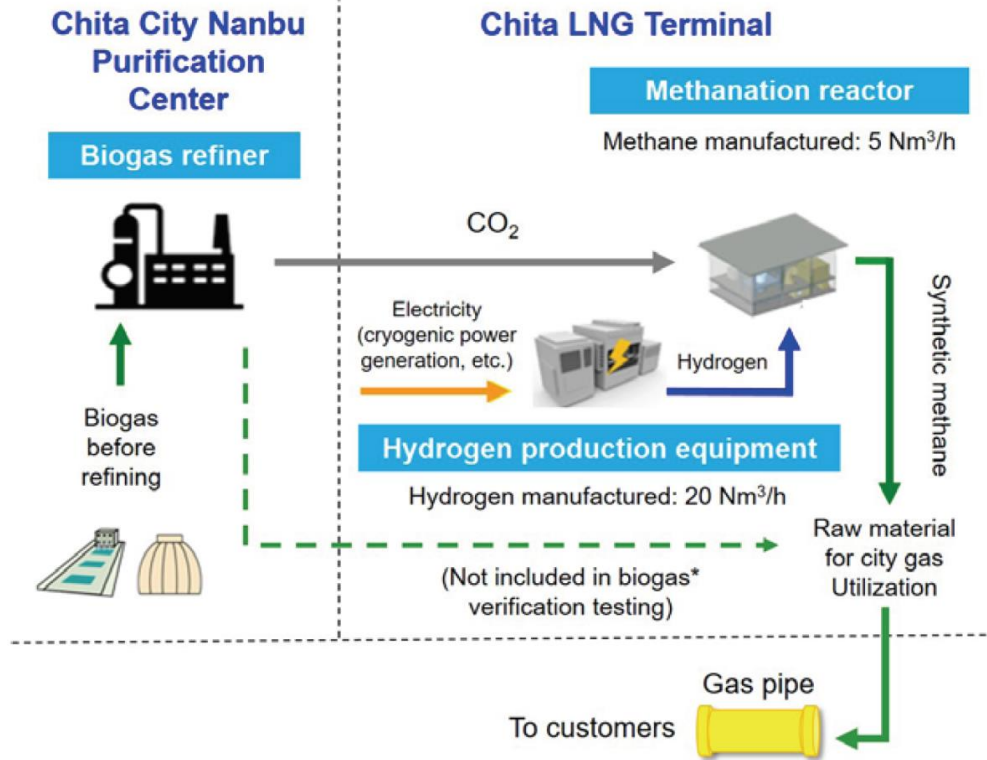 Chita City Nanbu
Purification
Center
Biogas refiner
Biogas
before
refining
Chita LNG Terminal
Methanation reactor
Methane manufactured: 5 Nm³/h
CO₂
Electricity
(cryogenic power
generation, etc.)
Hydrogen
Hydrogen production equipment
Hydrogen manufactured: 20 Nm³/h
Synthetic methane
(Not included in biogas*
verification testing)
Raw material
for city gas
Utilization
Gas pipe
To customers